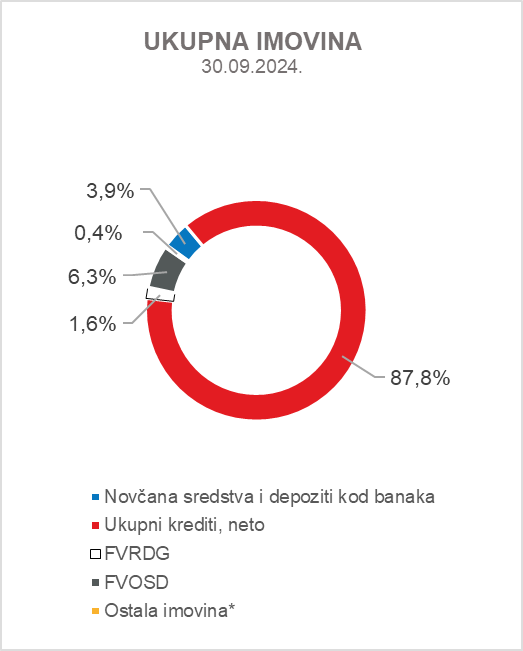 UKUPNA IMOVINA
30.09.2024.
3,9%
0,4%
6,3%
1,6%
87,8%
Novčana sredstva i depoziti kod banaka
Ukupni krediti, neto
FVRDG
FVOSD
Ostala imovina*